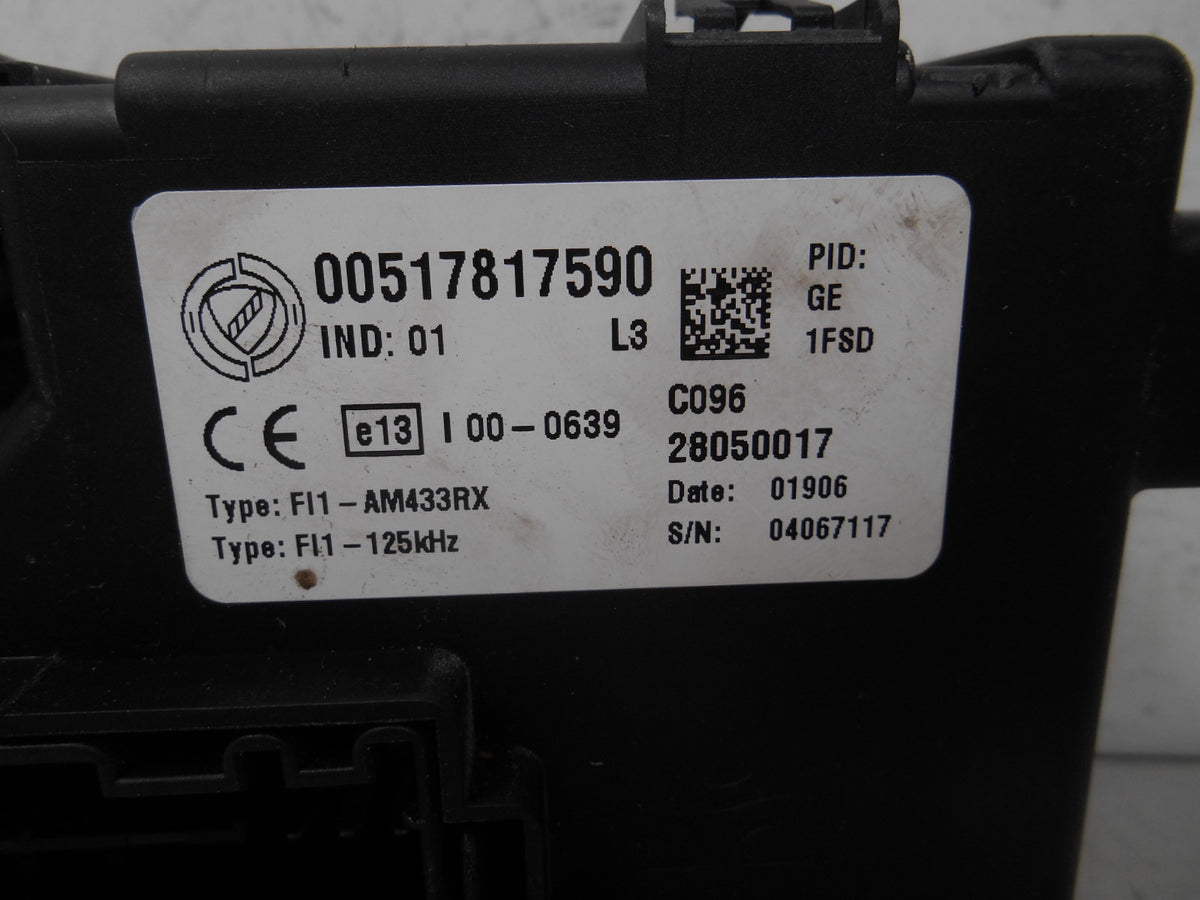 00517817590
IND: 01 L3
PID:
GE
1FSD
CE e13 I 00-0639
C096
28050017
Type: FI1-AM433RX
Type: FI1-125kHz
Date: 01906
S/N: 04067117